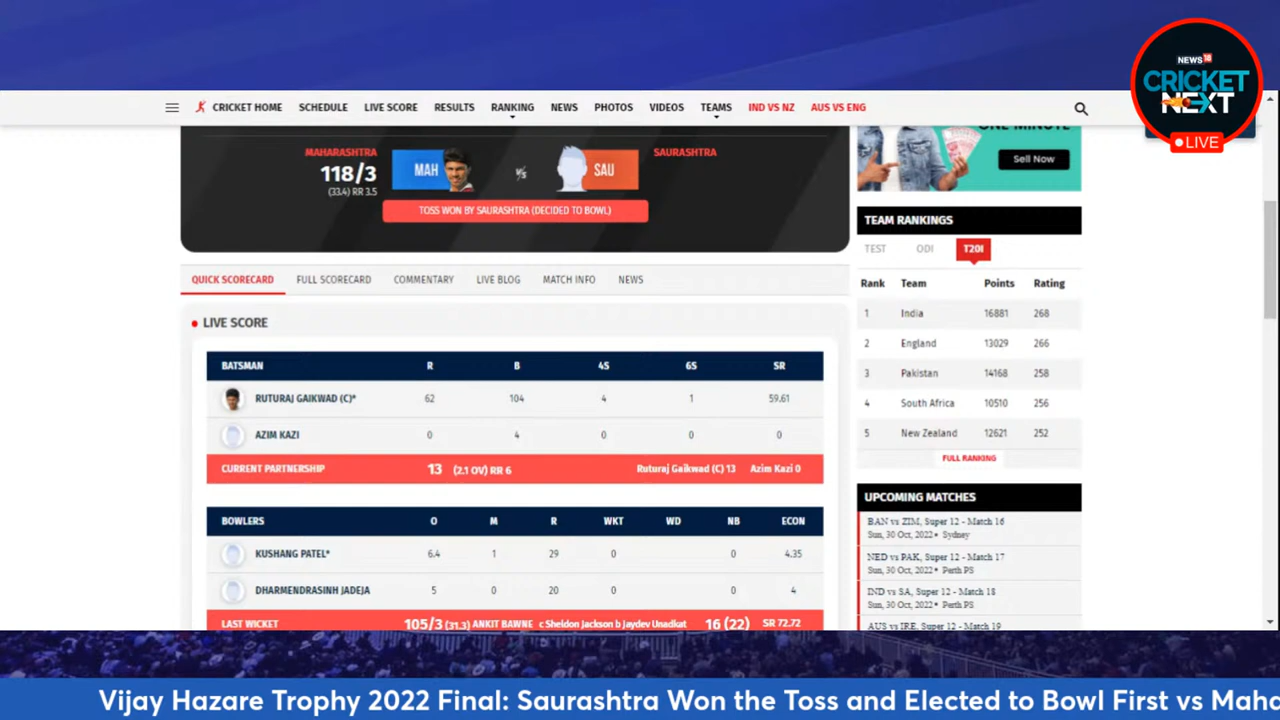 NEWS18
CRICKET
NEXT
LIVE
CRICKET HOME SCHEDULE LIVE SCORE RESULTS RANKING NEWS PHOTOS VIDEOS TEAMS IND VS NZ AUS VS ENG
MAHARASHTRA
118/3
(33.4) RR 3.5
MAH
V/S
SAU
SAURASHTRA
TOSS WON BY SAURASHTRA (DECIDED TO BOWL)
ONE MINUTE
Sell Now
QUICK SCORECARD FULL SCORECARD COMMENTARY LIVE BLOG MATCH INFO NEWS
LIVE SCORE
BATSMAN R B 4S 6S SR
RUTURAJ GAIKWAD (C)* 62 104 4 1 59.61
AZIM KAZI 0 4 0 0 0
CURRENT PARTNERSHIP 13 (2.1 OV) RR 6 Ruturaj Gaikwad (C) 13 Azim Kazi 0
BOWLERS O M R WKT WD NB ECON
KUSHANG PATEL* 6.4 1 29 0 0 4.35
DHARMENDRASINH JADEJA 5 0 20 0 0 4
LAST WICKET 105/3 (31.3) ANKIT BAWNE c Sheldon Jackson b Jaydev Unadkat 16 (22) SR 72.72
TEAM RANKINGS
TEST ODI T20I
Rank Team Points Rating
1 India 16881 268
2 England 13029 266
3 Pakistan 14168 258
4 South Africa 10510 256
5 New Zealand 12621 252
FULL RANKING
UPCOMING MATCHES
BAN vs ZIM, Super 12 - Match 16
Sun, 30 Oct, 2022• Sydney
NED vs PAK, Super 12 - Match 17
Sun, 30 Oct, 2022• Perth PS
IND vs SA, Super 12 - Match 18
Sun, 30 Oct, 2022• Perth PS
AUS vs IRE, Super 12 - Match 19
Vijay Hazare Trophy 2022 Final: Saurashtra Won the Toss and Elected to Bowl First vs Maha